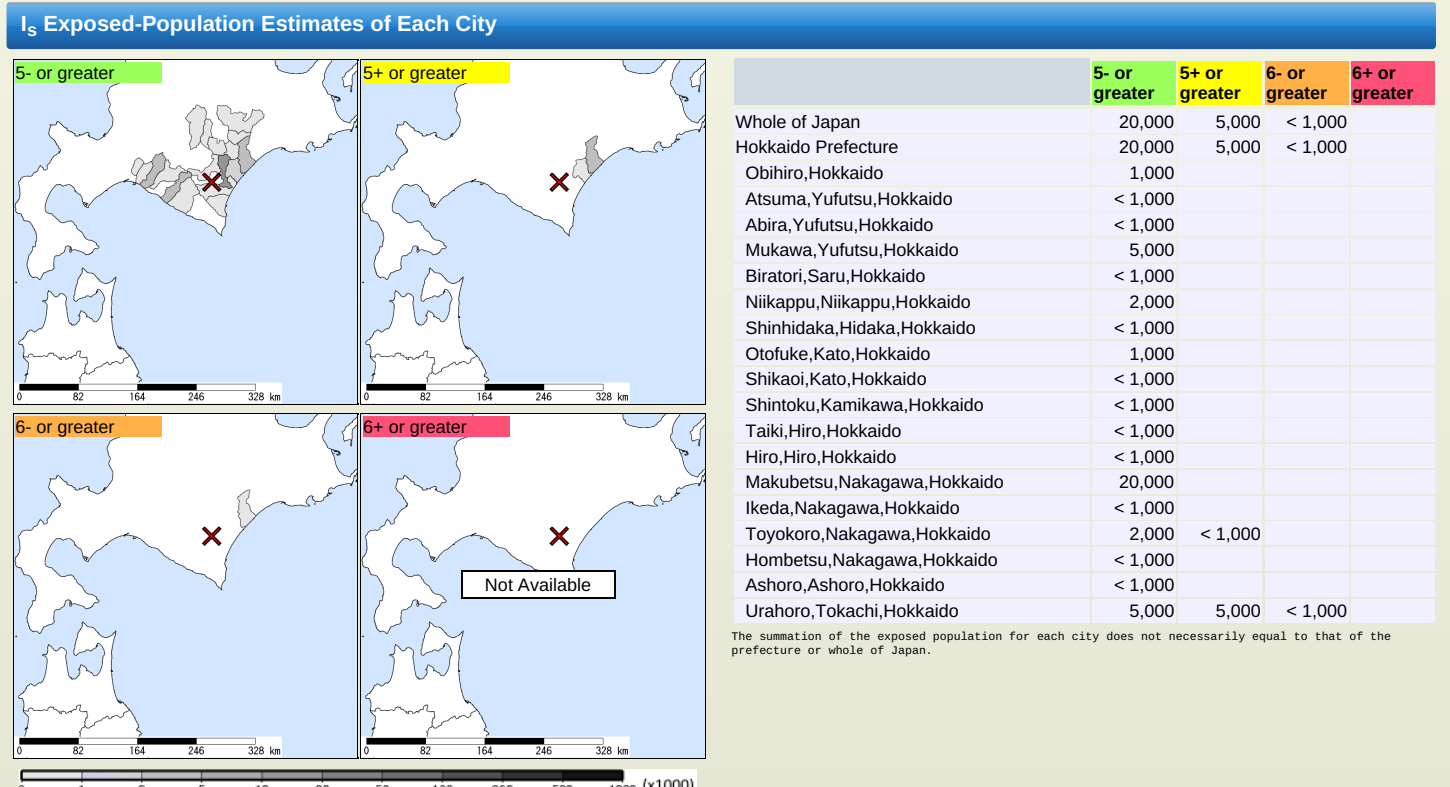 Is Exposed-Population Estimates of Each City
5- or greater
5+ or greater
0 82 164 246 328 km
0 82 164 246 328 km
6- or greater
6+ or greater
Not Available
0 82 164 246 328 km
0 82 164 246 328 km
(x1000)
5- or greater 5+ or greater 6- or greater 6+ or greater
Whole of Japan 20,000 5,000 < 1,000
Hokkaido Prefecture 20,000 5,000 < 1,000
Obihiro,Hokkaido 1,000
Atsuma,Yufutsu,Hokkaido < 1,000
Abira,Yufutsu,Hokkaido < 1,000
Mukawa,Yufutsu,Hokkaido 5,000
Biratori,Saru,Hokkaido < 1,000
Niikappu,Niikappu,Hokkaido 2,000
Shinhidaka,Hidaka,Hokkaido < 1,000
Otofuke,Kato,Hokkaido 1,000
Shikaoi,Kato,Hokkaido < 1,000
Shintoku,Kamikawa,Hokkaido < 1,000
Taiki,Hiro,Hokkaido < 1,000
Hiro,Hiro,Hokkaido < 1,000
Makubetsu,Nakagawa,Hokkaido 20,000
Ikeda,Nakagawa,Hokkaido < 1,000
Toyokoro,Nakagawa,Hokkaido 2,000 < 1,000
Hombetsu,Nakagawa,Hokkaido < 1,000
Ashoro,Ashoro,Hokkaido < 1,000
Urahoro,Tokachi,Hokkaido 5,000 5,000 < 1,000
The summation of the exposed population for each city does not necessarily equal to that of the
prefecture or whole of Japan.